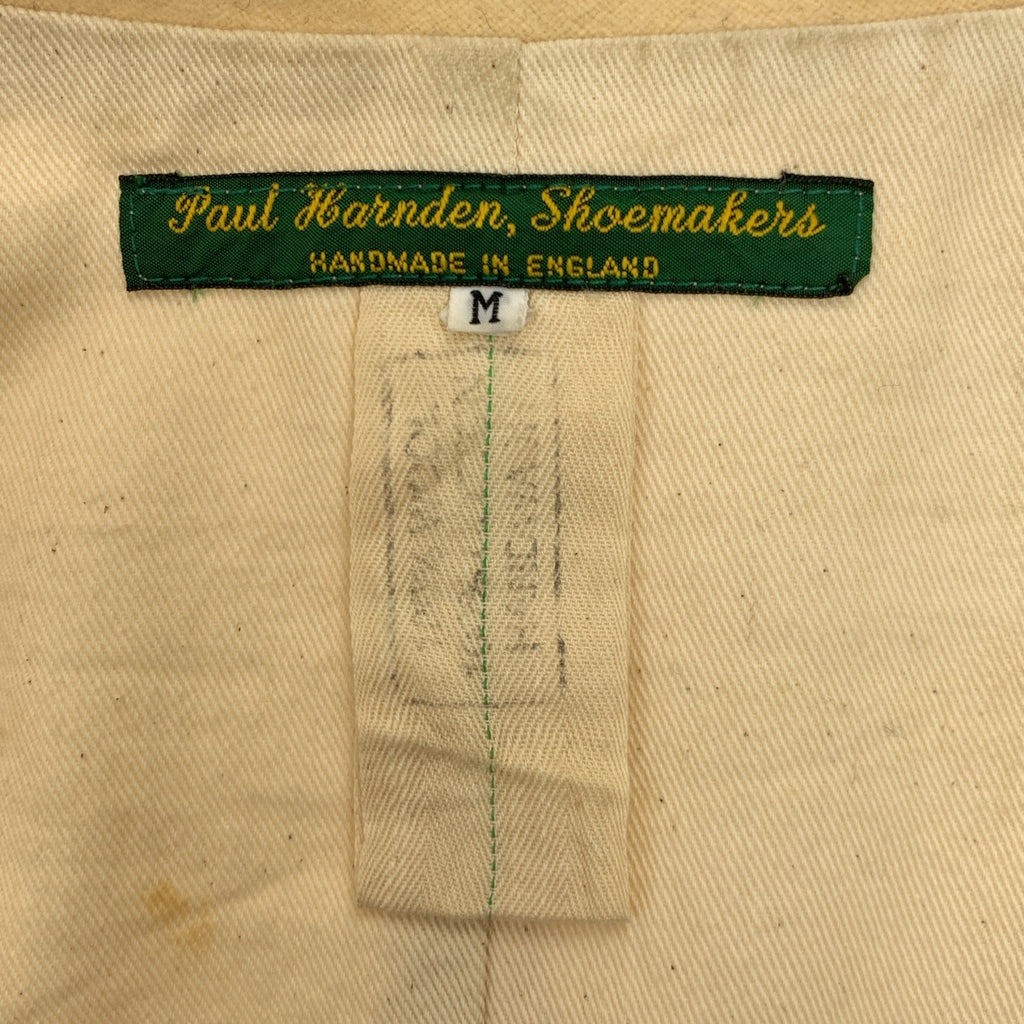 Paul Harnden, Shoemakers
HANDMADE IN ENGLAND
M